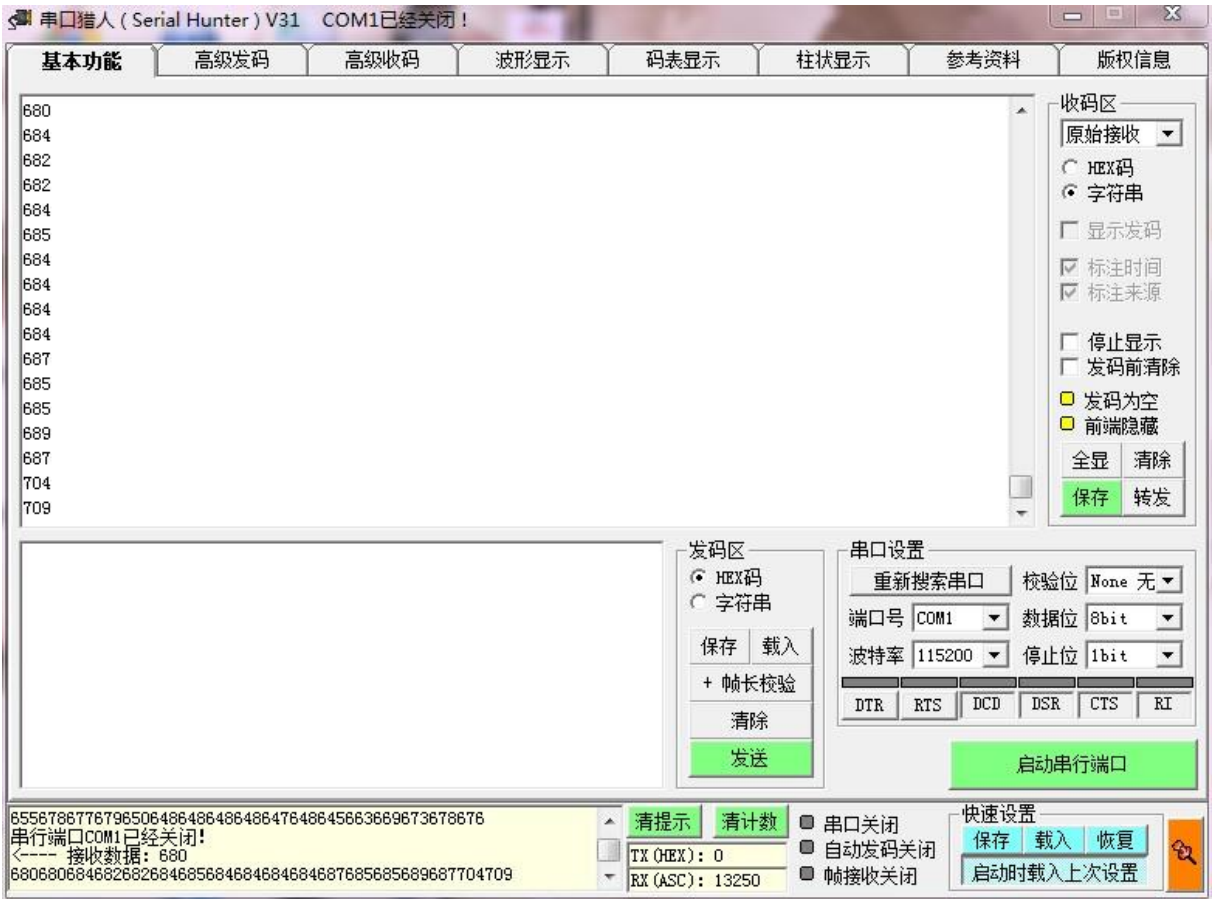 串口猎人 ( Serial Hunter ) V31 COM1已经关闭！
基本功能 高级发码 高级收码 波形显示 码表显示 柱状显示 参考资料 版权信息
680
684
682
682
684
685
684
684
684
684
687
685
685
689
687
704
709
收码区
原始接收
HEX码
字符串
显示发码
标注时间
标注来源
停止显示
发码前清除
发码为空
前端隐藏
全显 清除
保存 转发
发码区
HEX码
字符串
保存 载入
+ 帧长校验
清除
发送
串口设置
重新搜索串口 校验位 None 无
端口号 COM1 数据位 8bit
波特率 115200 停止位 1bit
DTR RTS DCD DSR CTS RI
启动串行端口
串行端口COM1已经关闭!
<---- 接收数据: 680
清提示 清计数
TX(HEX): 0
RX(ASC): 13250
串口关闭
自动发码关闭
帧接收关闭
快速设置
保存 载入 恢复
启动时载入上次设置